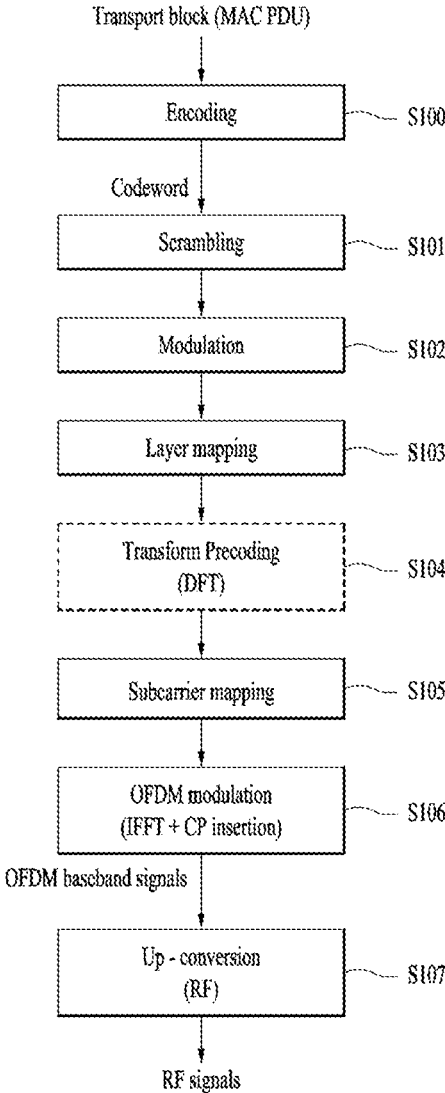 Transport block (MAC PDU)
Encoding
S100
Codeword
Scrambling
S101
Modulation
S102
Layer mapping
S103
Transform Precoding
(DFT)
S104
Subcarrier mapping
S105
OFDM modulation
(IFFT + CP insertion)
S106
OFDM baseband signals
Up - conversion
(RF)
S107
RF signals